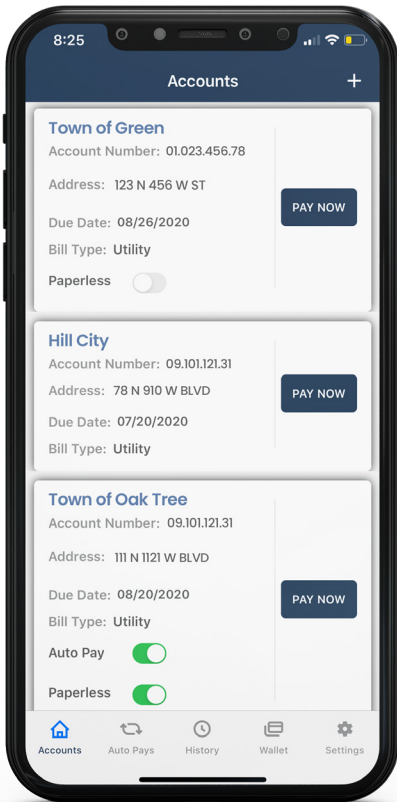 8:25
Accounts +
Town of Green
Account Number: 01.023.456.78
Address: 123 N 456 W ST
PAY NOW
Due Date: 08/26/2020
Bill Type: Utility
Paperless
Hill City
Account Number: 09.101.121.31
Address: 78 N 910 W BLVD
PAY NOW
Due Date: 07/20/2020
Bill Type: Utility
Town of Oak Tree
Account Number: 09.101.121.31
Address: 111 N 1121 W BLVD
Due Date: 08/20/2020
PAY NOW
Bill Type: Utility
Auto Pay
Paperless
Accounts Auto Pays History Wallet Settings